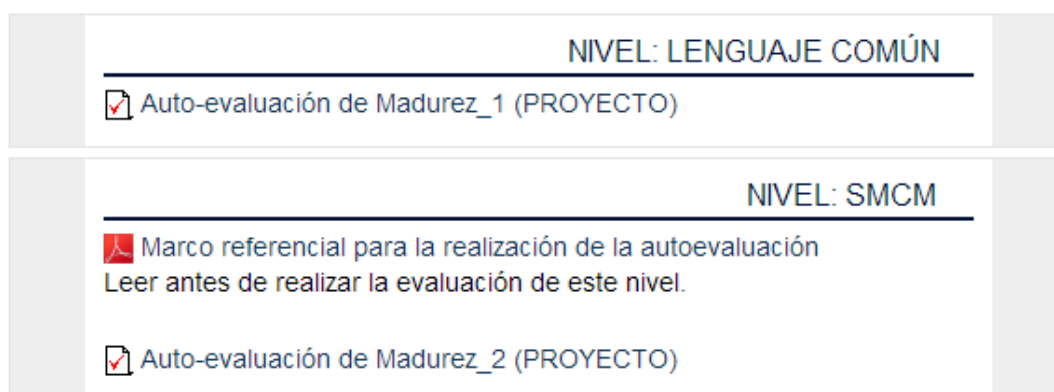 NIVEL: LENGUAJE COMÚN
Auto-evaluación de Madurez_1 (PROYECTO)
NIVEL: SMCM
Marco referencial para la realización de la autoevaluación
Leer antes de realizar la evaluación de este nivel.
Auto-evaluación de Madurez_2 (PROYECTO)